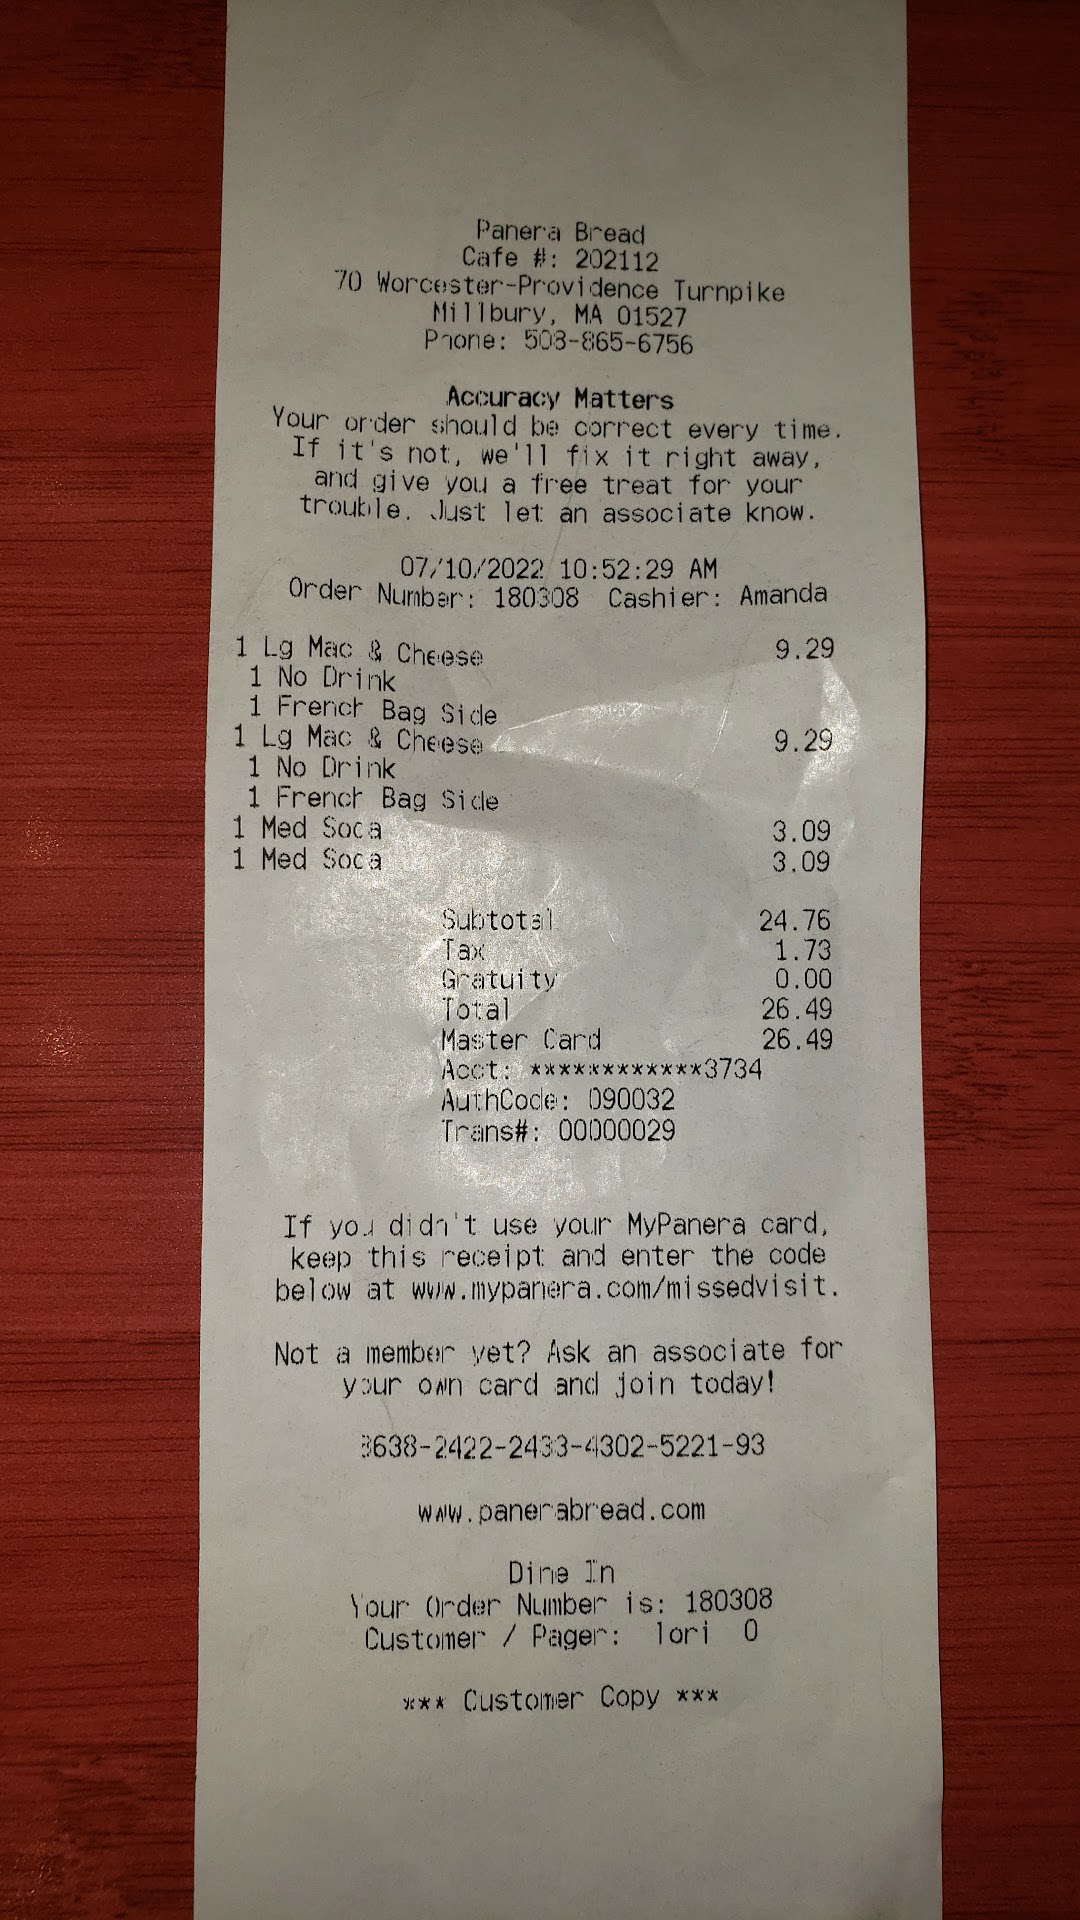 Panera Bread
Cafe #: 202112
70 Worcester-Providence Turnpike
Millbury, MA 01527
Phone: 508-865-6756
Accuracy Matters
Your order should be correct every time.
If it's not, we'll fix it right away,
and give you a free treat for your
trouble. Just let an associate know.
07/10/2022 10:52:29 AM
Order Number: 180308 Cashier: Amanda
1 Lg Mac & Cheese 9.29
1 No Drink
1 French Bag Side
1 Lg Mac & Cheese 9.29
1 No Drink
1 French Bag Side
1 Med Soda 3.09
1 Med Soda 3.09
Subtotal 24.76
Tax 1.73
Gratuity 0.00
Total 26.49
Master Card 26.49
Acct: ************3734
AuthCode: 090032
Trans#: 00000029
If you didn't use your MyPanera card,
keep this receipt and enter the code
below at www.mypanera.com/missedvisit.
Not a member yet? Ask an associate for
your own card and join today!
3638-2422-2433-4302-5221-93
www.panerabread.com
Dine In
Your Order Number is: 180308
Customer / Pager: lori 0
*** Customer Copy ***